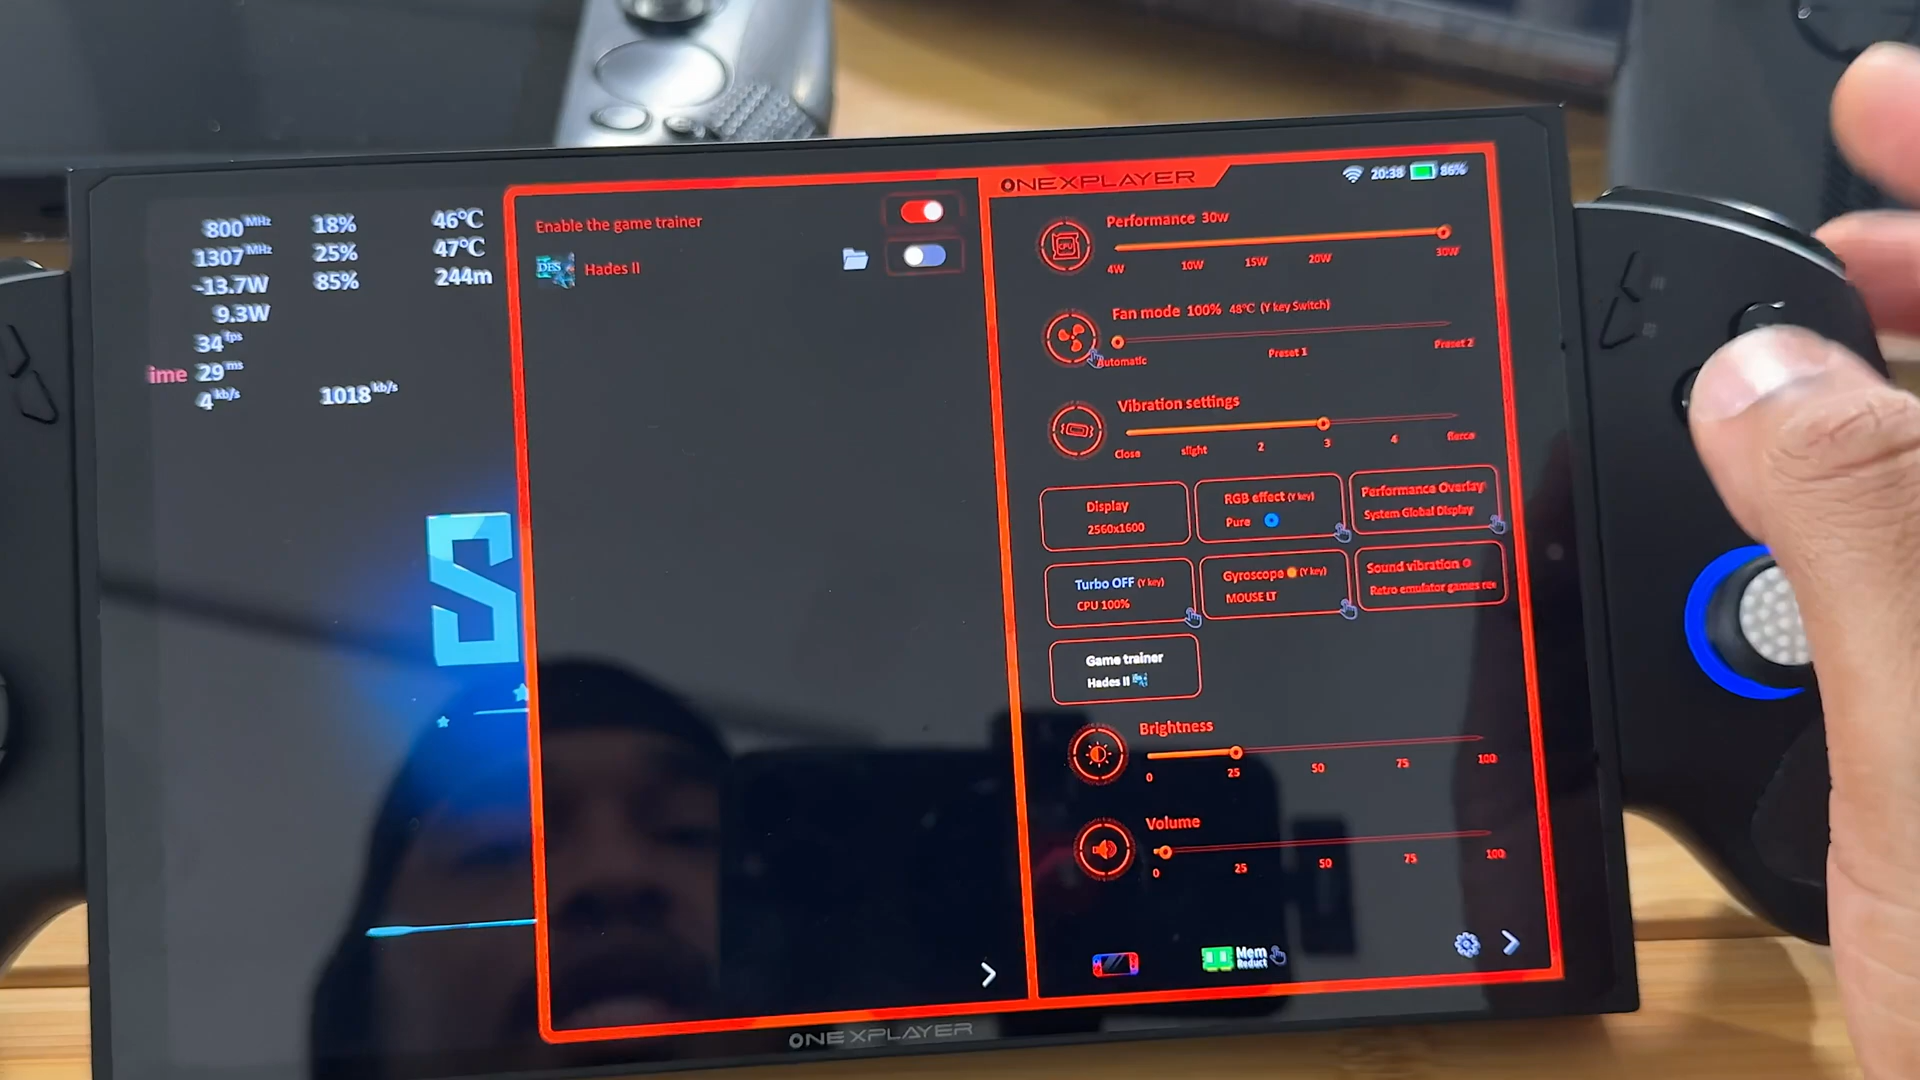 800 MHz 18% 46°C
1307 MHz 25% 47°C
-13.7W 85% 244m
9.3W
34 fps
ime 29 ms
4 kb/s 1018 kb/s
S
Enable the game trainer
DES Hades II
ONEXPLAYER
20:38 86%
Performance 30w
CPU
4W 10W 15W 20W 30W
Fan mode 100% 48°C (Y key Switch)
Automatic Preset 1 Preset 2
Vibration settings
Close slight 2 3 4 fierce
Display
2560x1600
RGB effect (Y key)
Pure
Performance Overlay
System Global Display
Turbo OFF (Y key)
CPU 100%
Gyroscope (Y key)
MOUSE LT
Sound vibration
Retro emulator games
Game trainer
Hades II
Brightness
0 25 50 75 100
Volume
0 25 50 75 100
Mem
Reduct
ONEXPLAYER